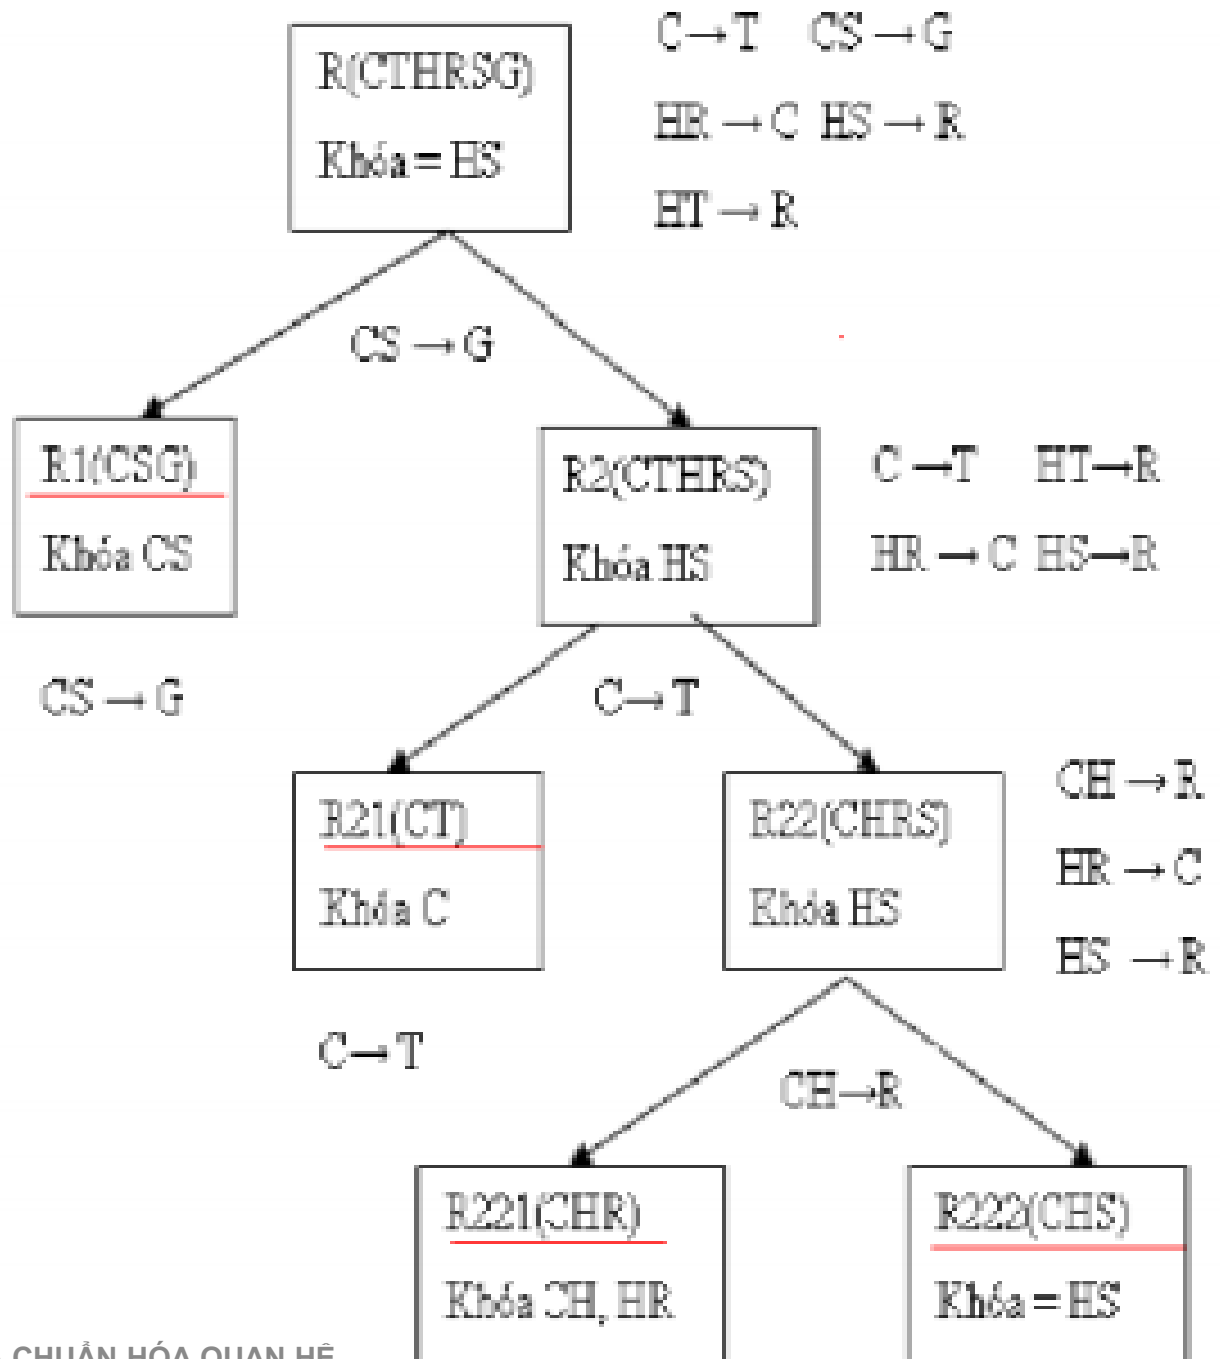 C→T CS→G
R(CTHRSG)
HR→C HS→R
Khóa = HS
HT→R
CS→G
R1(CSG)
Khóa CS
R2(CTHRS)
Khóa HS
C→T HT→R
HR→C HS→R
CS→G
C→T
R21(CT)
Khóa C
R22(CHRS)
Khóa HS
CH→R
HR→C
HS→R
C→T
CH→R
R221(CHR)
Khóa CH, HR
R222(CHS)
Khóa = HS
CHUẨN HÓA QUAN HỆ